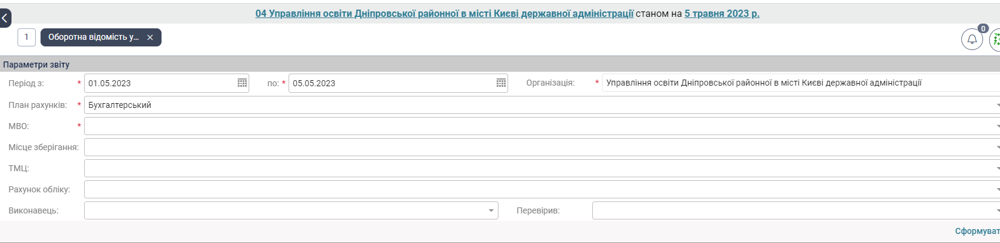 04 Управління освіти Дніпровської районної в місті Києві державної адміністрації станом на 5 травня 2023 р.
1 Оборотна відомість у... 0
Параметри звіту
Період з: * 01.05.2023 по: * 05.05.2023 Організація: * Управління освіти Дніпровської районної в місті Києві державної адміністрації
План рахунків: * Бухгалтерський
МВО: *
Місце зберігання:
ТМЦ:
Рахунок обліку:
Виконавець: Перевірив:
Сформуват